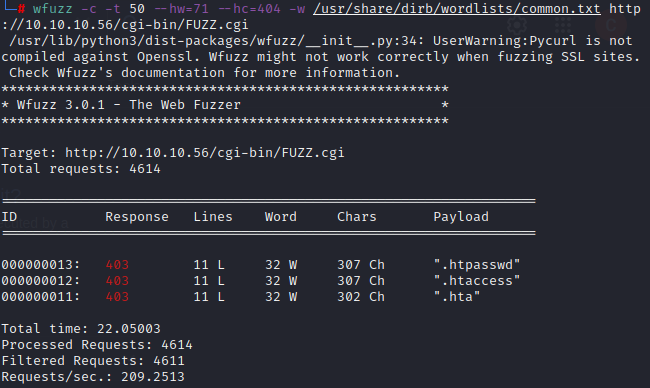 # wfuzz -c -t 50 --hw=71 --hc=404 -w /usr/share/dirb/wordlists/common.txt http
://10.10.10.56/cgi-bin/FUZZ.cgi
/usr/lib/python3/dist-packages/wfuzz/__init__.py:34: UserWarning:Pycurl is not
compiled against Openssl. Wfuzz might not work correctly when fuzzing SSL sites.
Check Wfuzz's documentation for more information.
********************************************************
* Wfuzz 3.0.1 - The Web Fuzzer                         *
********************************************************
Target: http://10.10.10.56/cgi-bin/FUZZ.cgi
Total requests: 4614
=====================================================================
ID           Response   Lines    Word     Chars       Payload
=====================================================================
000000013:   403        11 L     32 W     307 Ch      ".htpasswd"
000000012:   403        11 L     32 W     307 Ch      ".htaccess"
000000011:   403        11 L     32 W     302 Ch      ".hta"
Total time: 22.05003
Processed Requests: 4614
Filtered Requests: 4611
Requests/sec.: 209.2513